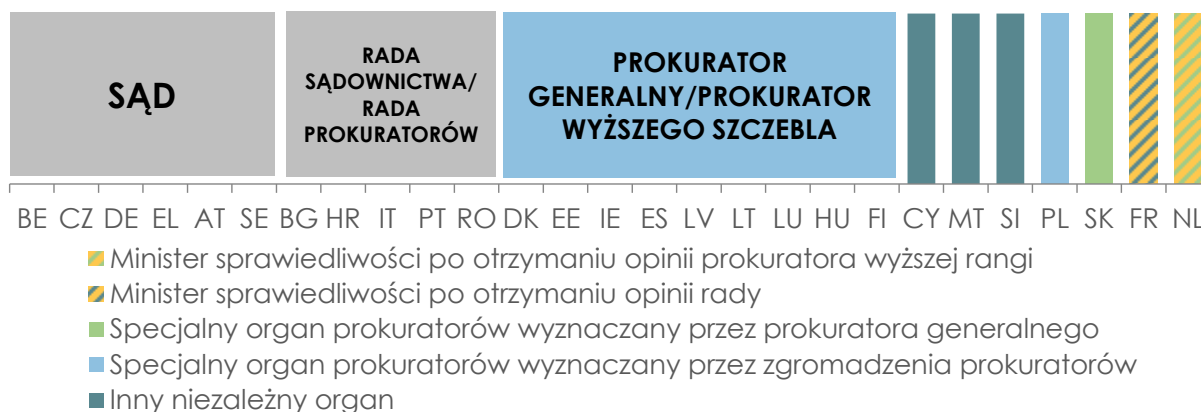 SĄD
RADA
SĄDOWNICTWA/
RADA
PROKURATORÓW
PROKURATOR
GENERALNY/PROKURATOR
WYŻSZEGO SZCZEBLA
BE CZ DE EL AT SE BG HR IT PT RO DK EE IE ES LV LT LU HU FI CY MT SI PL SK FR NL
Minister sprawiedliwości po otrzymaniu opinii prokuratora wyższej rangi
Minister sprawiedliwości po otrzymaniu opinii rady
Specjalny organ prokuratorów wyznaczany przez prokuratora generalnego
Specjalny organ prokuratorów wyznaczany przez zgromadzenia prokuratorów
Inny niezależny organ